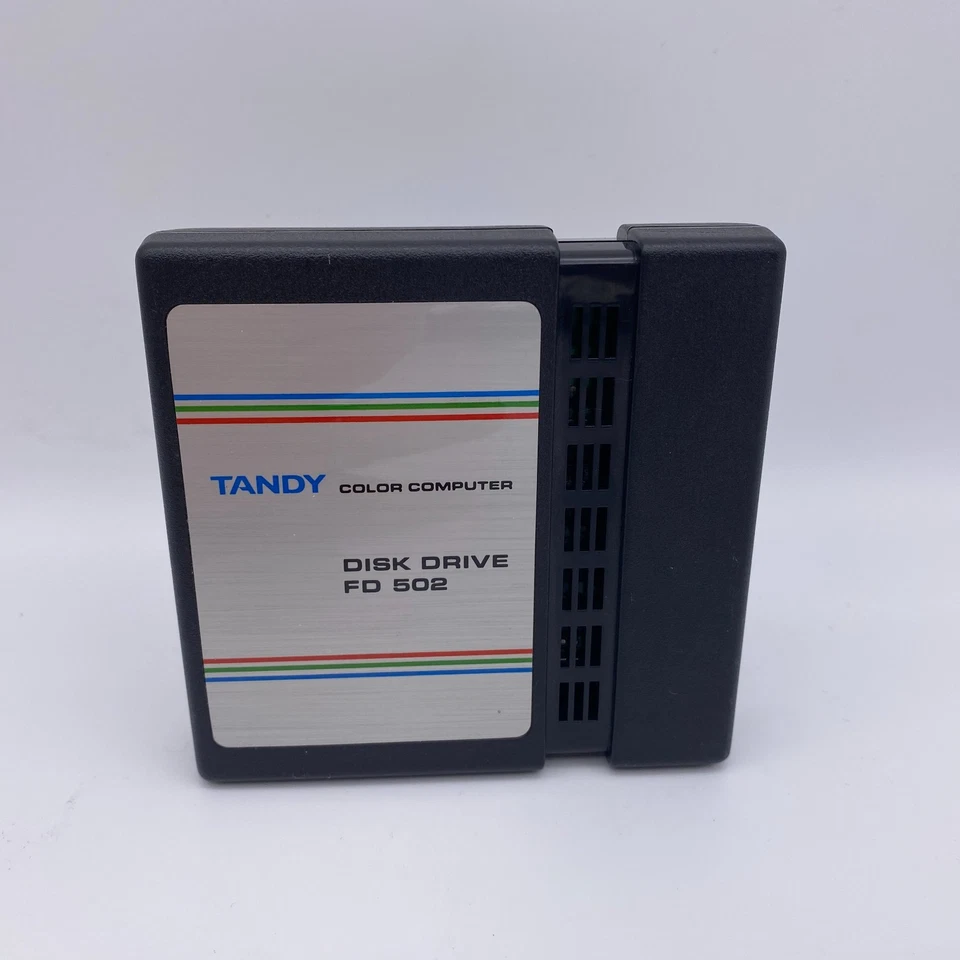 TANDY COLOR COMPUTER
DISK DRIVE
FD 502